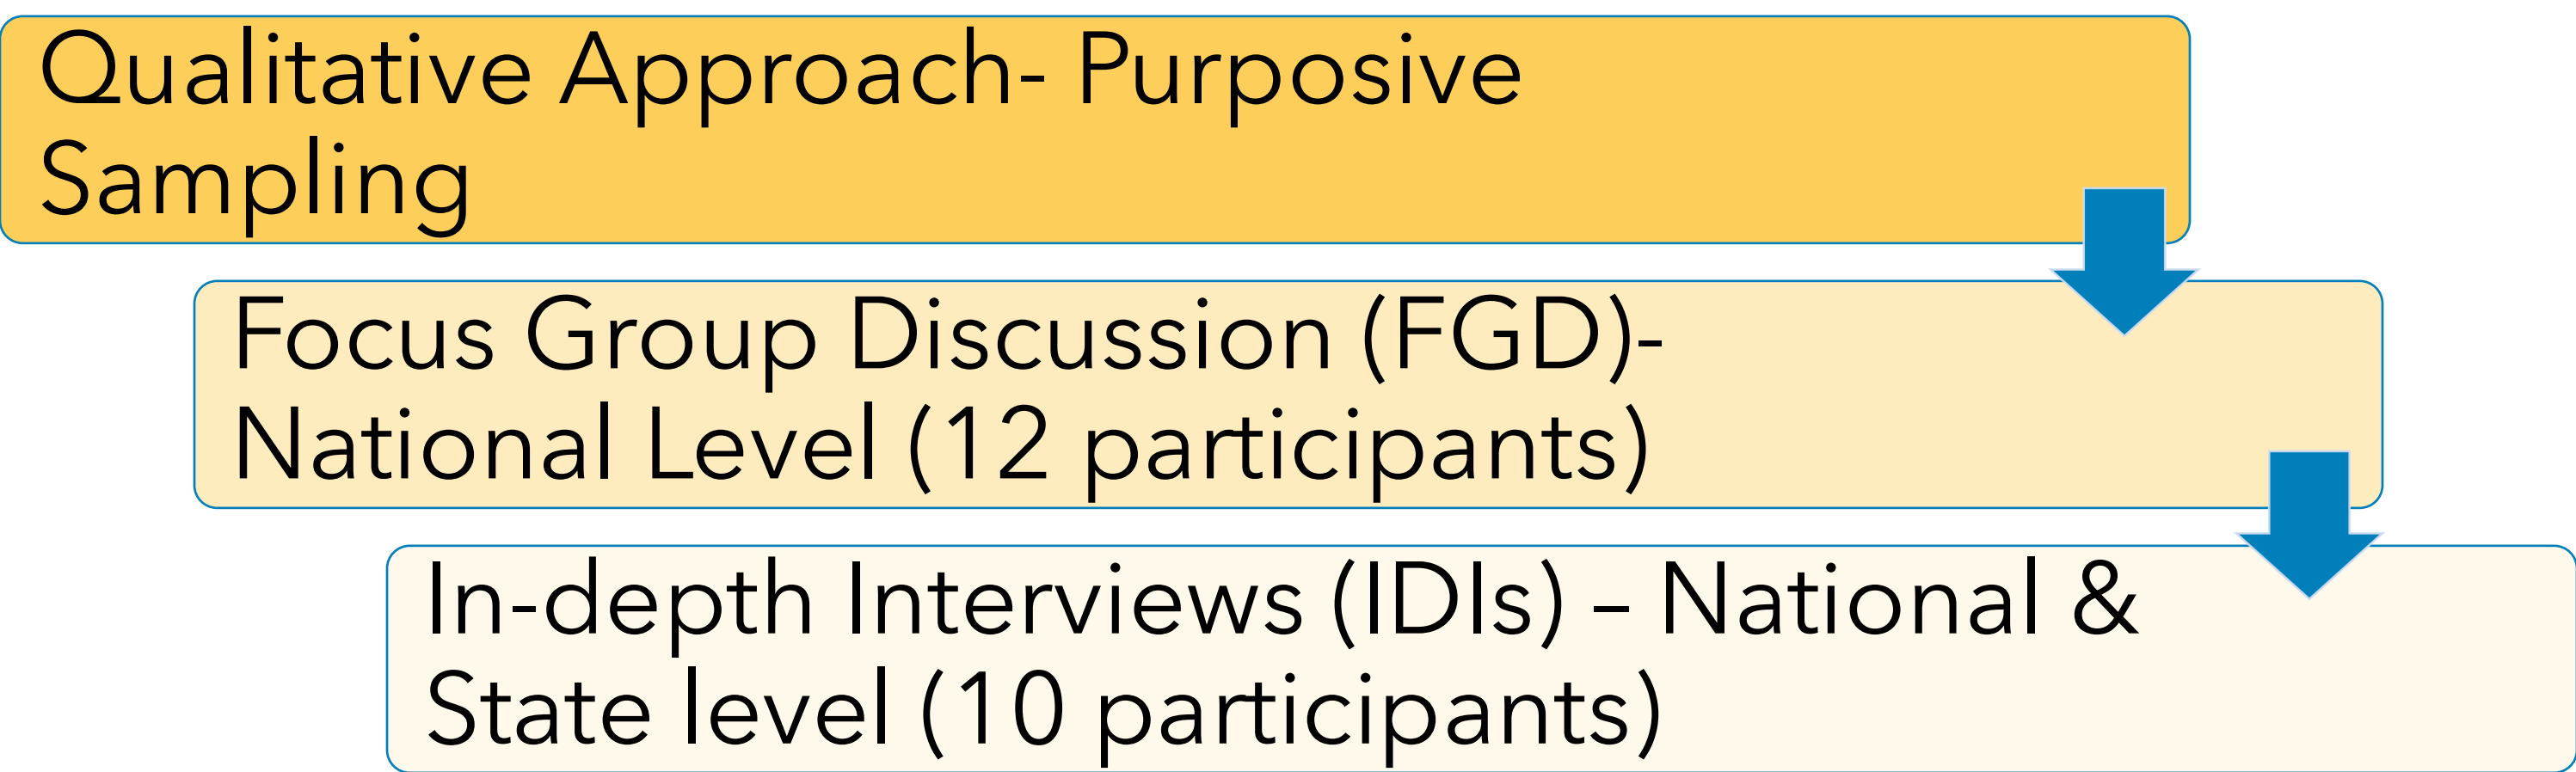 Qualitative Approach- Purposive
Sampling
Focus Group Discussion (FGD)-
National Level (12 participants)
In-depth Interviews (IDIs) – National &
State level (10 participants)